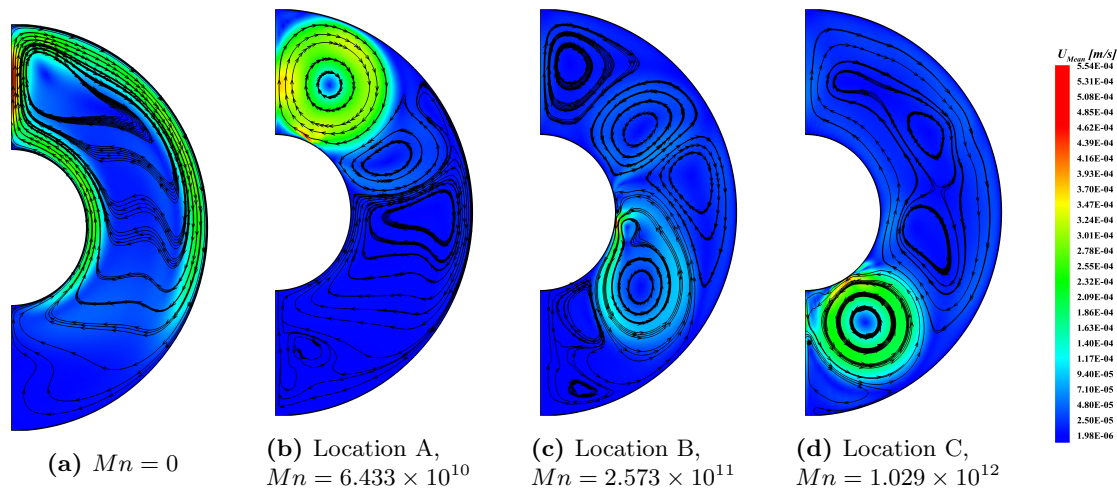 U_Mean [m/s]
5.54E-04
5.31E-04
5.08E-04
4.85E-04
4.62E-04
4.39E-04
4.16E-04
3.93E-04
3.70E-04
3.47E-04
3.24E-04
3.01E-04
2.78E-04
2.55E-04
2.32E-04
2.09E-04
1.86E-04
1.63E-04
1.40E-04
1.17E-04
9.40E-05
7.10E-05
4.80E-05
2.50E-05
1.98E-06
(a) Mn = 0
(b) Location A,
Mn = 6.433 × 10^10
(c) Location B,
Mn = 2.573 × 10^11
(d) Location C,
Mn = 1.029 × 10^12